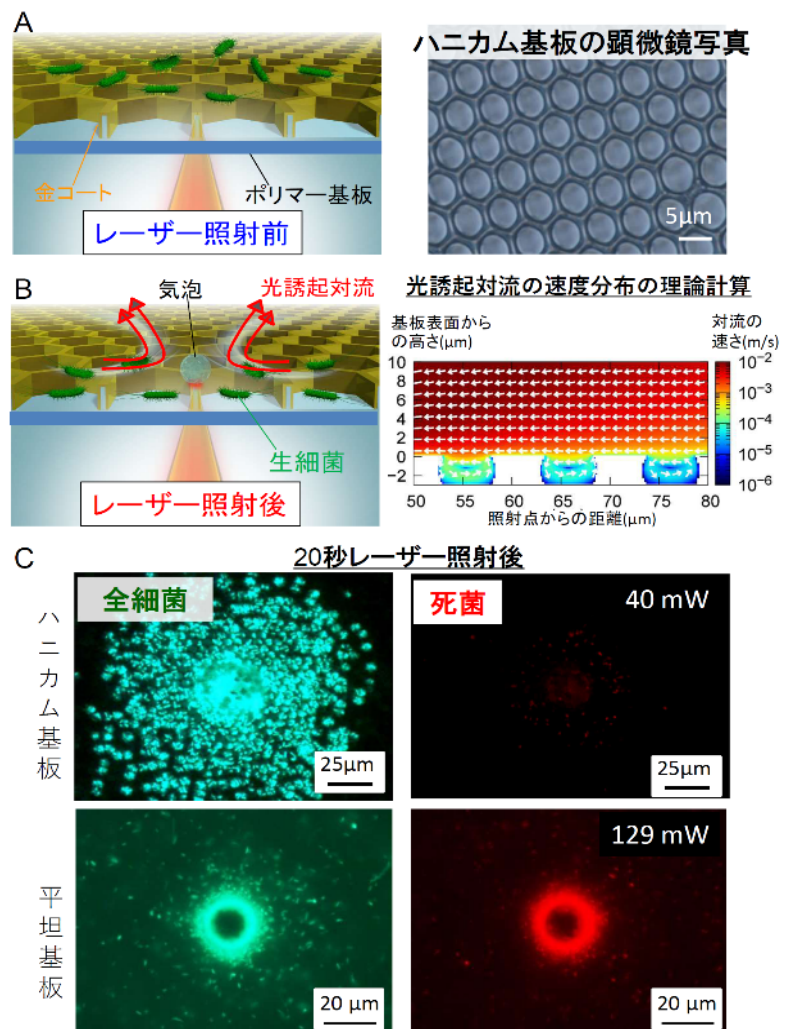 A
ハニカム基板の顕微鏡写真
金コート
ポリマー基板
レーザー照射前
5μm
B
気泡
光誘起対流
生細菌
レーザー照射後
光誘起対流の速度分布の理論計算
基板表面から
の高さ(μm)
対流の
速さ(m/s)
10
8
6
4
2
0
−2
50
55
60
65
70
75
80
照射点からの距離(μm)
10⁻²
10⁻³
10⁻⁴
10⁻⁵
10⁻⁶
C
20秒レーザー照射後
ハニカム基板
全細菌
25μm
死菌
40 mW
25μm
平坦基板
20 μm
129 mW
20 μm